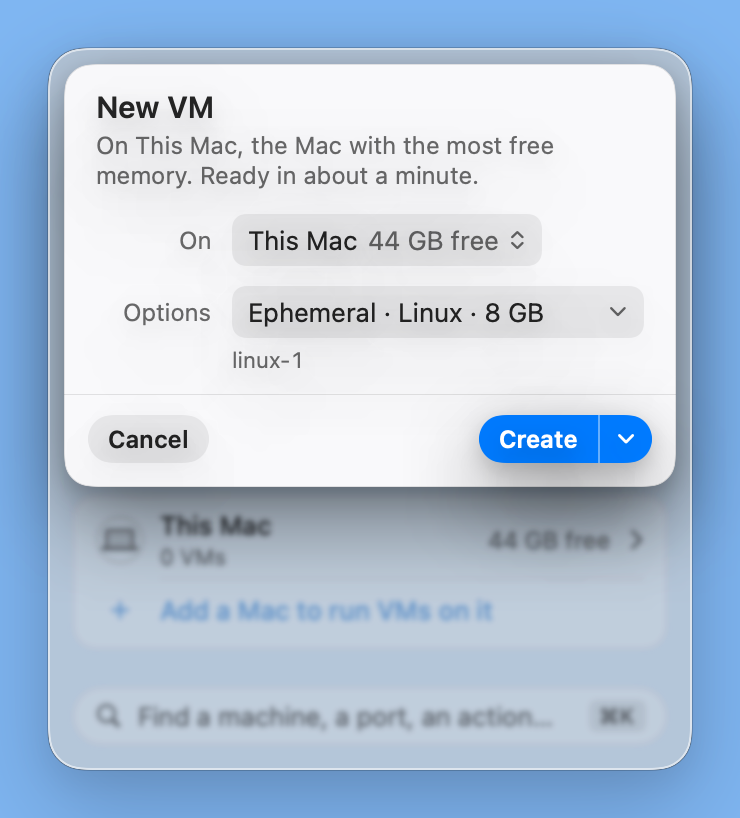 New VM
On This Mac, the Mac with the most free
memory. Ready in about a minute.
On This Mac 44 GB free
Options Ephemeral · Linux · 8 GB
linux-1
Cancel Create
This Mac 44 GB free
0 VMs
+ Add a Mac to run VMs on it
Find a machine, a port, an action... ⌘K